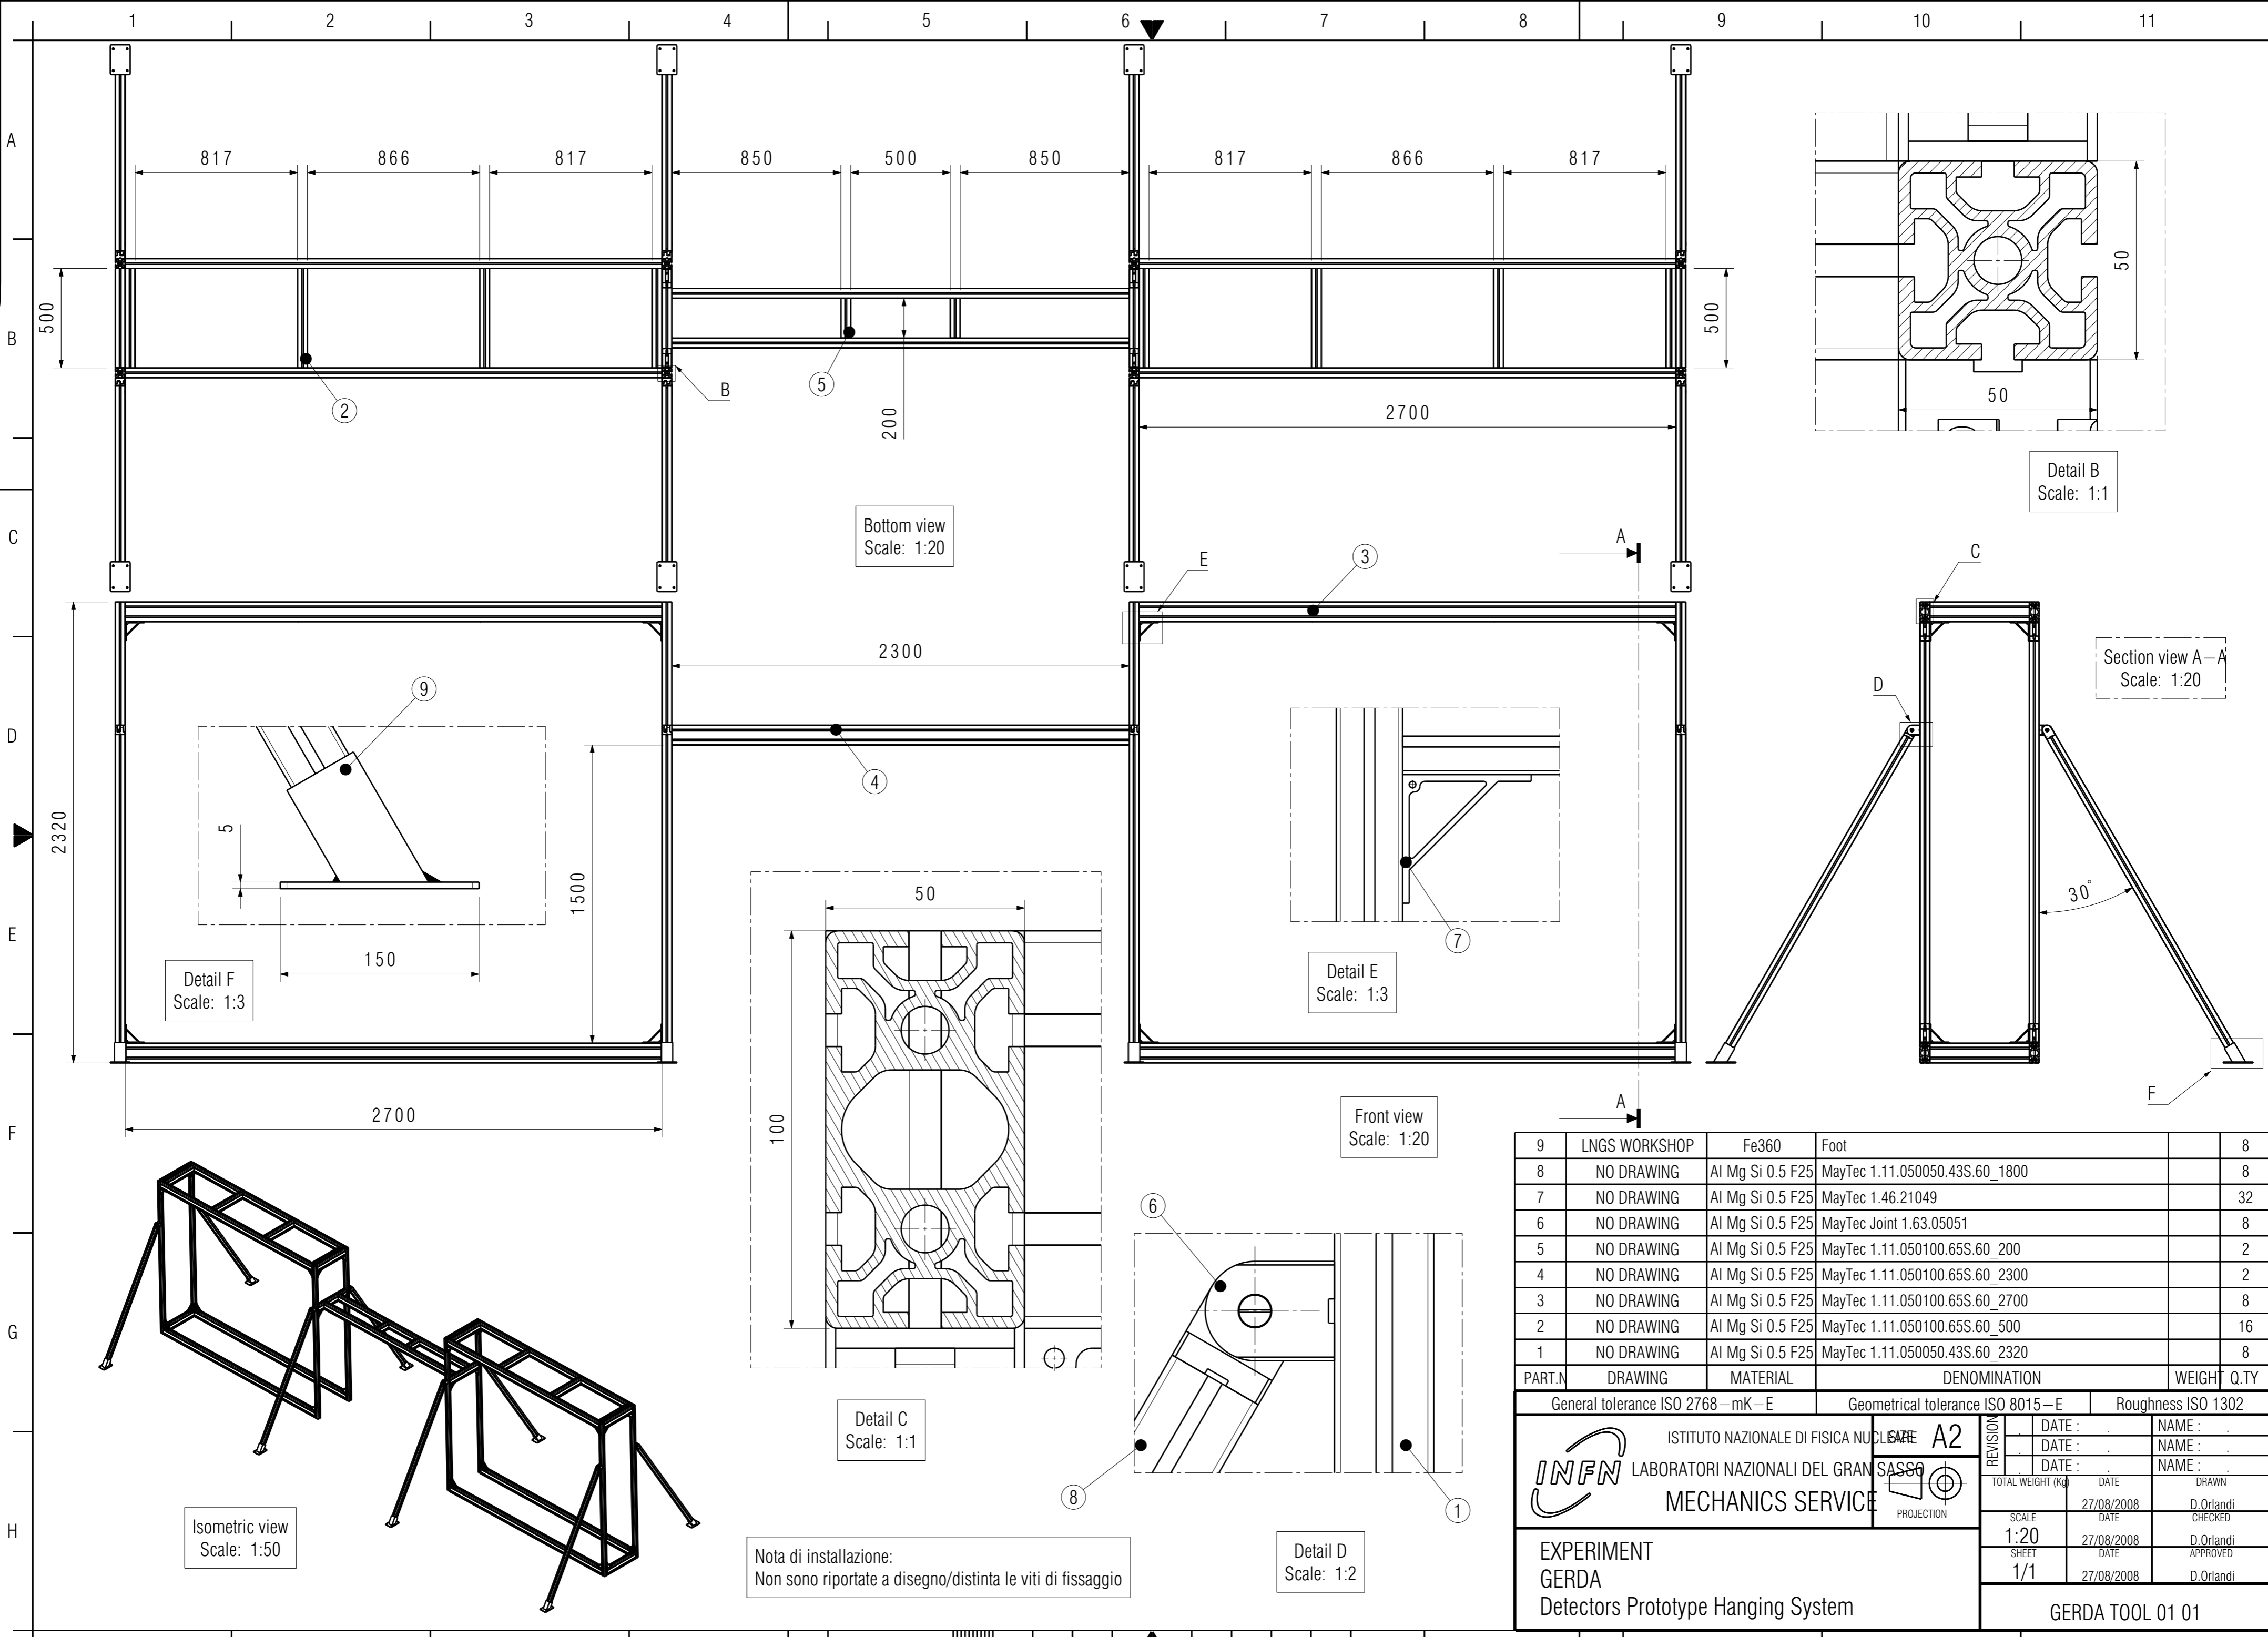 1 2 3 4 5 6 7 8 9 10 11
A
817 866 817 850 500 850 817 866 817
50
500
B
500
2
B
5
200
2700
50
Detail B
Scale: 1:1
C
Bottom view
Scale: 1:20
A
E
3
C
2300
Section view A-A
Scale: 1:20
9
D
D
4
2320
5
1500
50
30°
E
150
7
Detail F
Scale: 1:3
Detail E
Scale: 1:3
F
2700
100
Front view
Scale: 1:20
A
F
9 LNGS WORKSHOP Fe360 Foot 8
8 NO DRAWING Al Mg Si 0.5 F25 MayTec 1.11.050050.43S.60_1800 8
7 NO DRAWING Al Mg Si 0.5 F25 MayTec 1.46.21049 32
6 NO DRAWING Al Mg Si 0.5 F25 MayTec Joint 1.63.05051 8
5 NO DRAWING Al Mg Si 0.5 F25 MayTec 1.11.050100.65S.60_200 2
4 NO DRAWING Al Mg Si 0.5 F25 MayTec 1.11.050100.65S.60_2300 2
3 NO DRAWING Al Mg Si 0.5 F25 MayTec 1.11.050100.65S.60_2700 8
2 NO DRAWING Al Mg Si 0.5 F25 MayTec 1.11.050100.65S.60_500 16
1 NO DRAWING Al Mg Si 0.5 F25 MayTec 1.11.050050.43S.60_2320 8
PART.N DRAWING MATERIAL DENOMINATION WEIGHT Q.TY
6
G
Detail C
Scale: 1:1
8
1
H
Isometric view
Scale: 1:50
Nota di installazione:
Non sono riportate a disegno/distinta le viti di fissaggio
Detail D
Scale: 1:2
General tolerance ISO 2768-mK-E Geometrical tolerance ISO 8015-E Roughness ISO 1302
INFN
ISTITUTO NAZIONALE DI FISICA NUCLEARE
LABORATORI NAZIONALI DEL GRAN SASSO
MECHANICS SERVICE
SIZE A2
PROJECTION
REVISION
. DATE : . NAME : .
. DATE : . NAME : .
. DATE : . NAME : .
TOTAL WEIGHT (Kg) DATE DRAWN
27/08/2008 D.Orlandi
SCALE DATE CHECKED
1:20 27/08/2008 D.Orlandi
SHEET DATE APPROVED
1/1 27/08/2008 D.Orlandi
EXPERIMENT
GERDA
Detectors Prototype Hanging System
GERDA TOOL 01 01